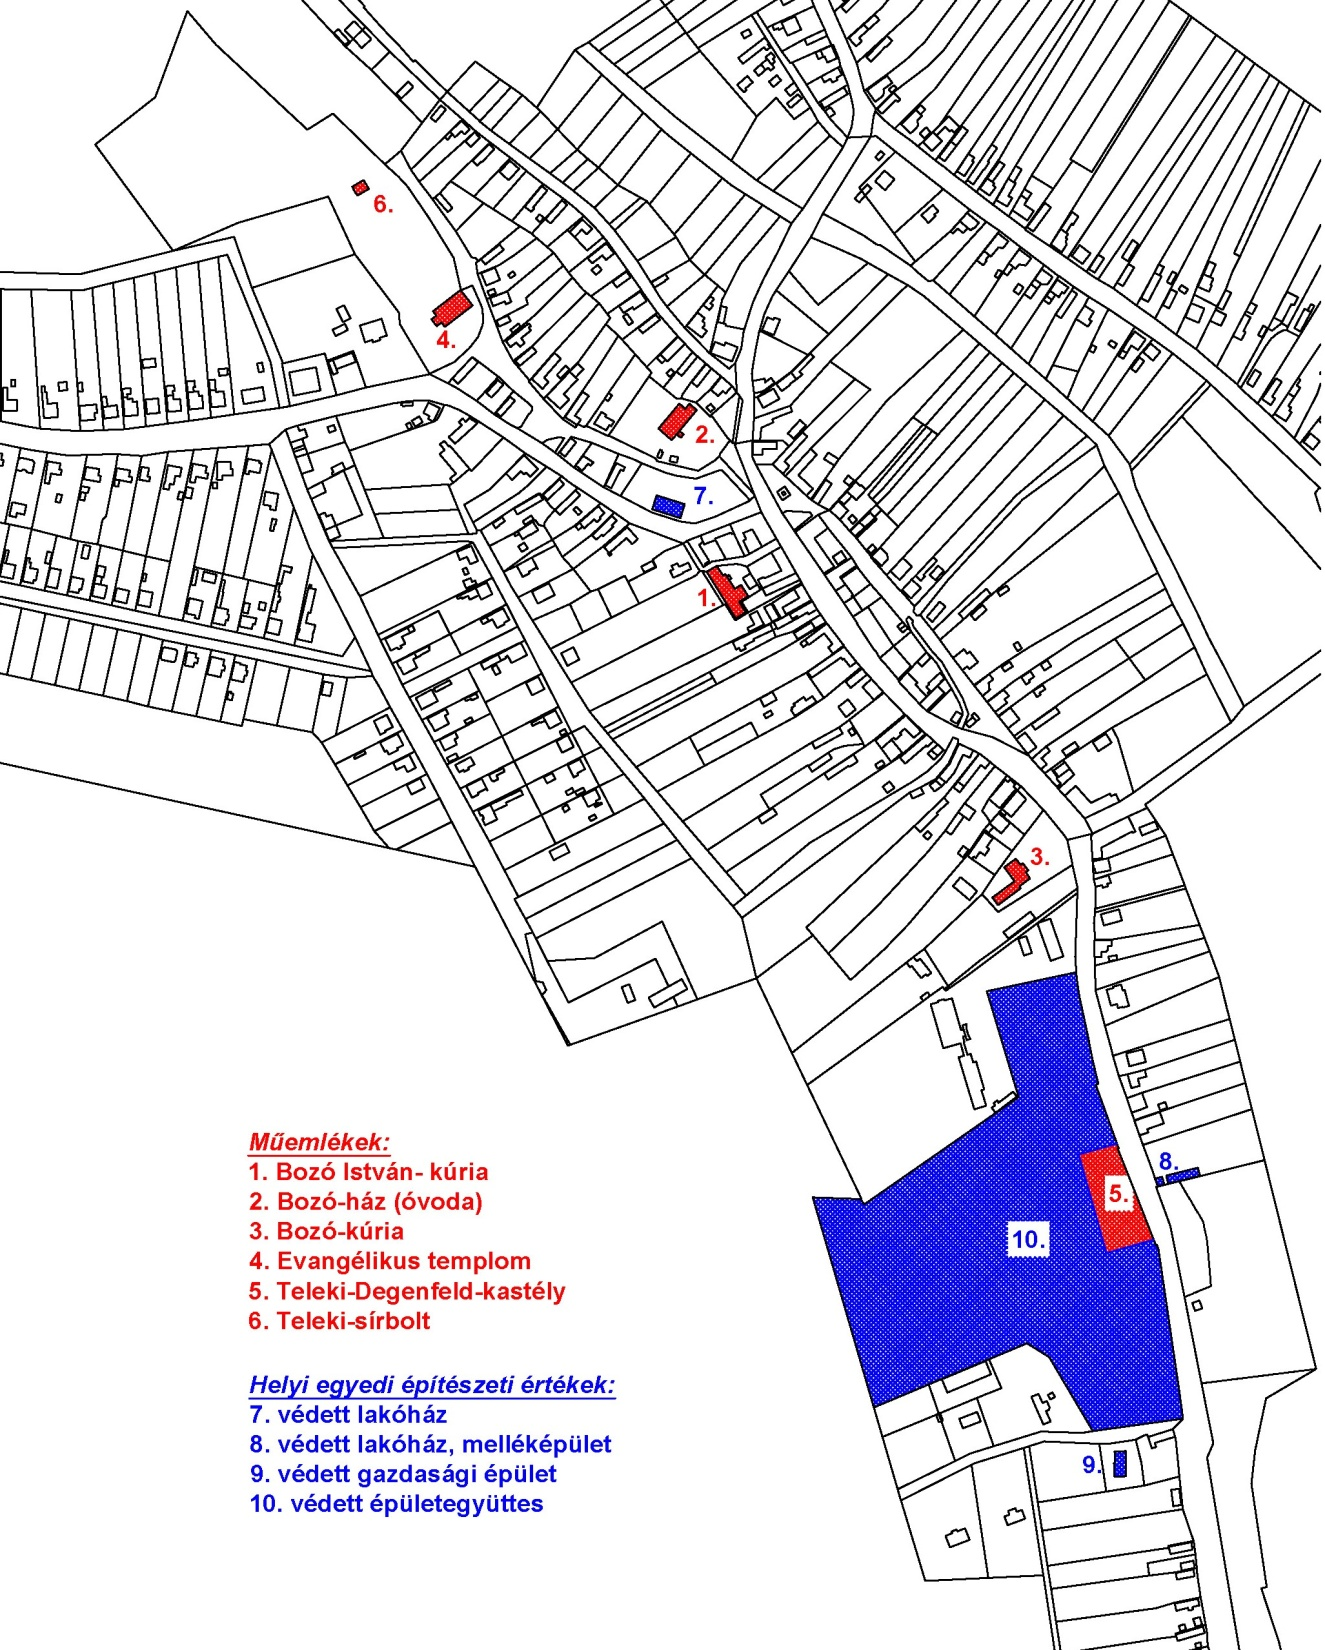 6.
4.
2.
7.
1.
3.
8.
5.
10.
9.
Műemlékek:
1. Bozó István- kúria
2. Bozó-ház (óvoda)
3. Bozó-kúria
4. Evangélikus templom
5. Teleki-Degenfeld-kastély
6. Teleki-sírbolt
Helyi egyedi építészeti értékek:
7. védett lakóház
8. védett lakóház, melléképület
9. védett gazdasági épület
10. védett épületegyüttes